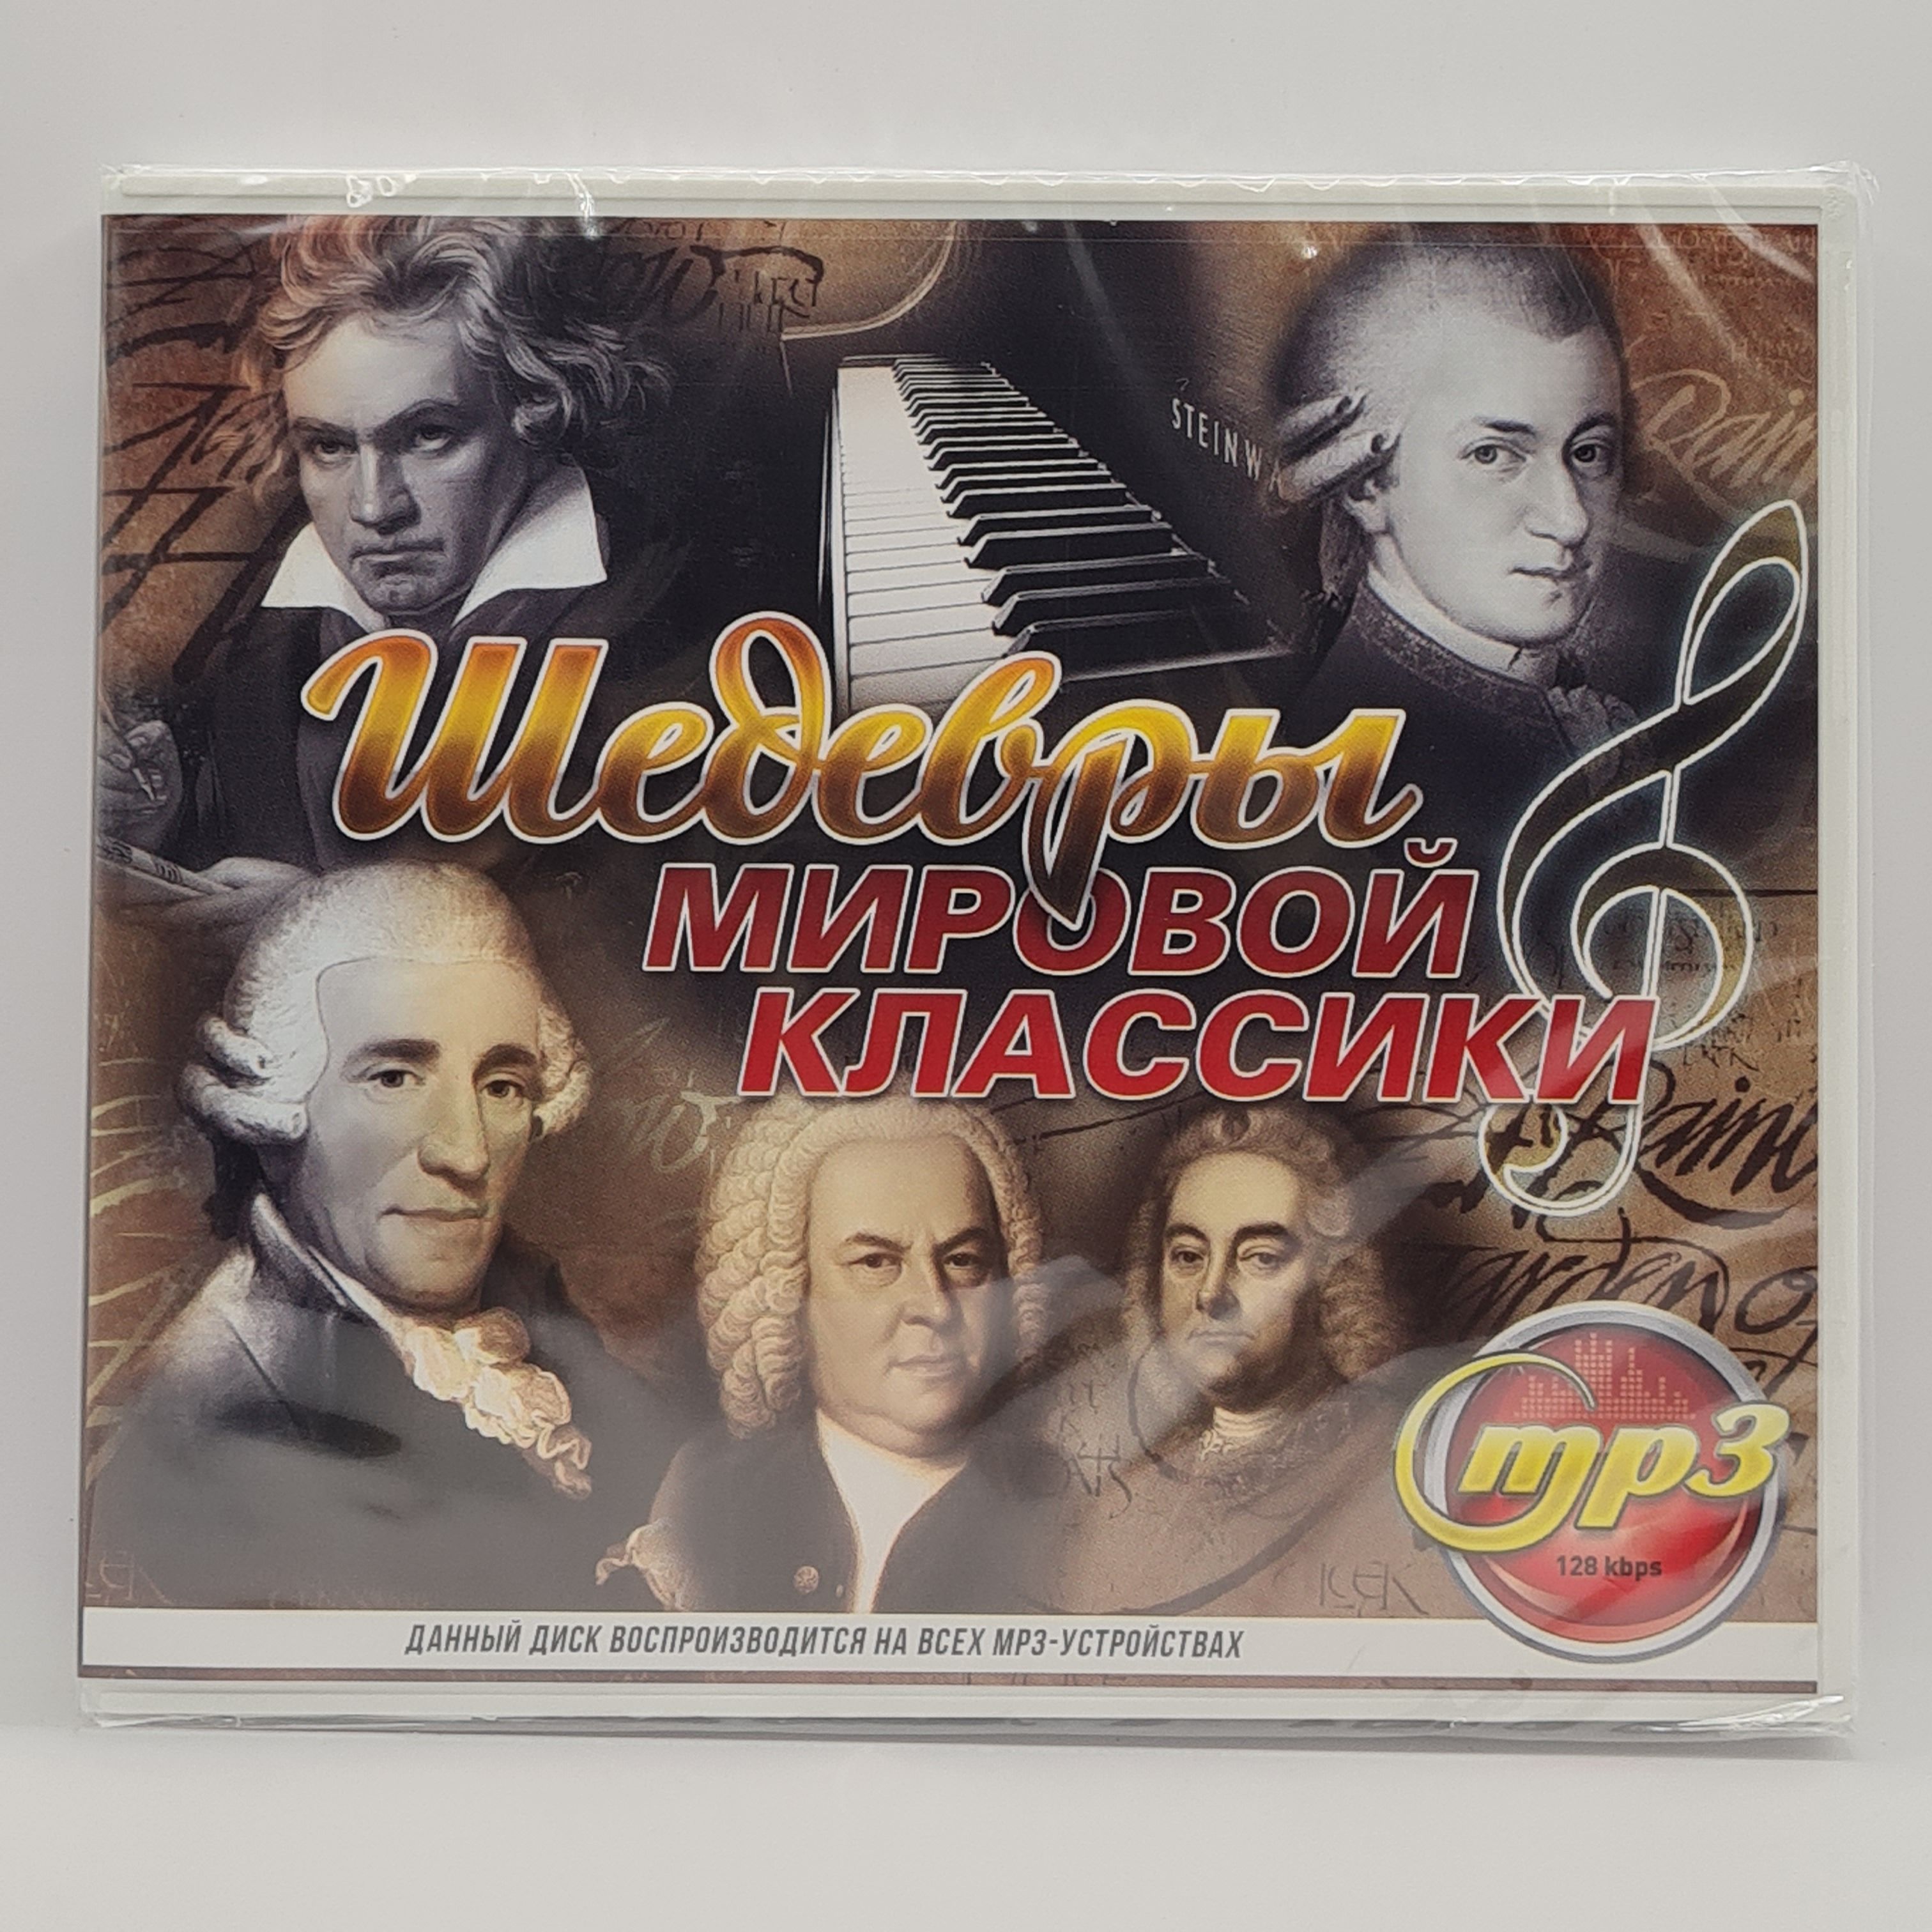 STEINWA
Шедевры
МИРОВОЙ
КЛАССИКИ
mp3
128 kbps
ДАННЫЙ ДИСК ВОСПРОИЗВОДИТСЯ НА ВСЕХ MP3-УСТРОЙСТВАХ